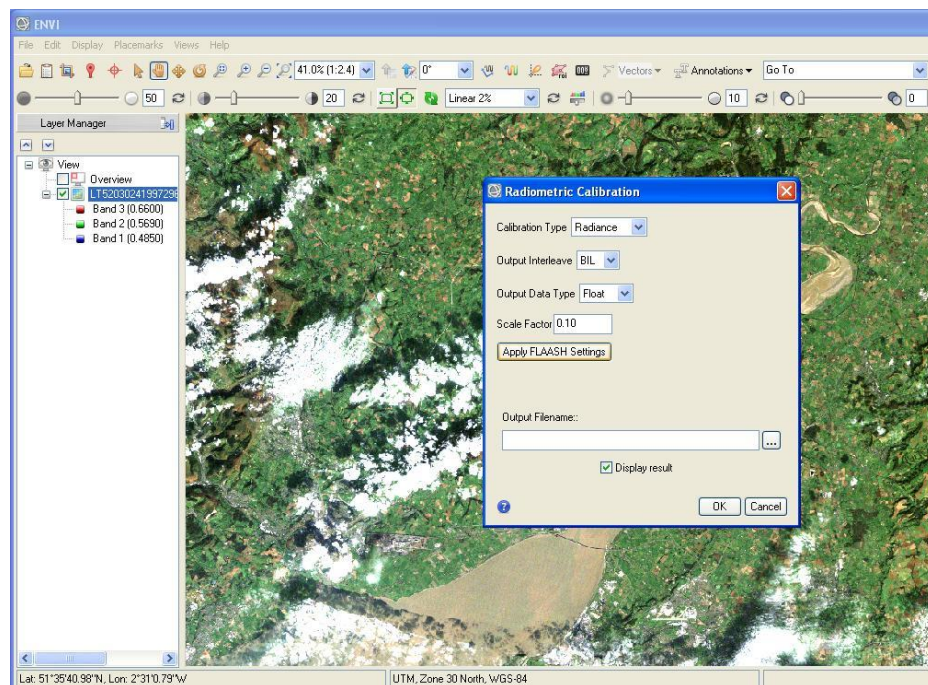 ENVI
File Edit Display Placemarks Views Help
41.0% (1:2.4) 0° Vectors Annotations Go To
50 20 Linear 2% 10 0
Layer Manager
View
Overview
LT52030241997298
Band 3 (0.6600)
Band 2 (0.5690)
Band 1 (0.4850)
Radiometric Calibration
Calibration Type Radiance
Output Interleave BIL
Output Data Type Float
Scale Factor 0.10
Apply FLAASH Settings
Output Filename::
...
Display result
OK Cancel
Lat: 51°35'40.98"N, Lon: 2°31'0.79"W UTM, Zone 30 North, WGS-84